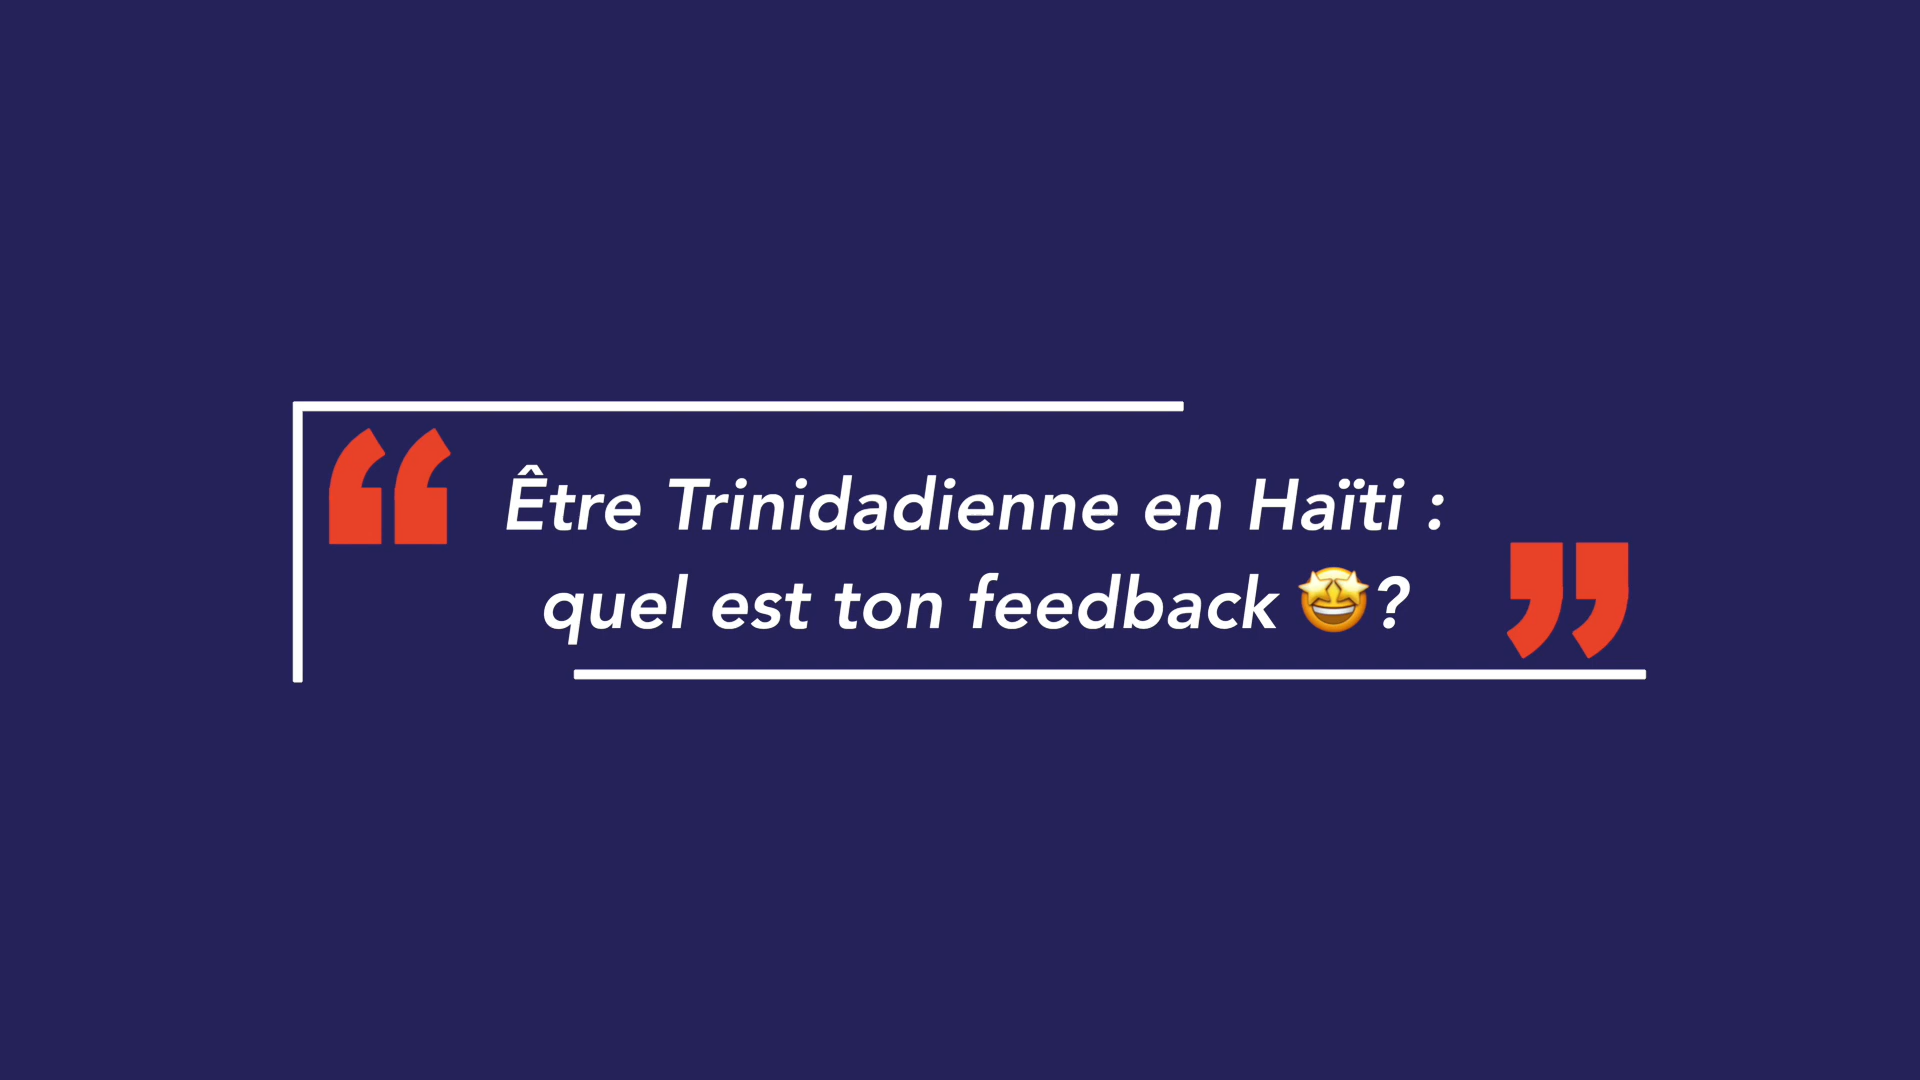 “Être Trinidadienne en Haïti :
quel est ton feedback 🤩?”